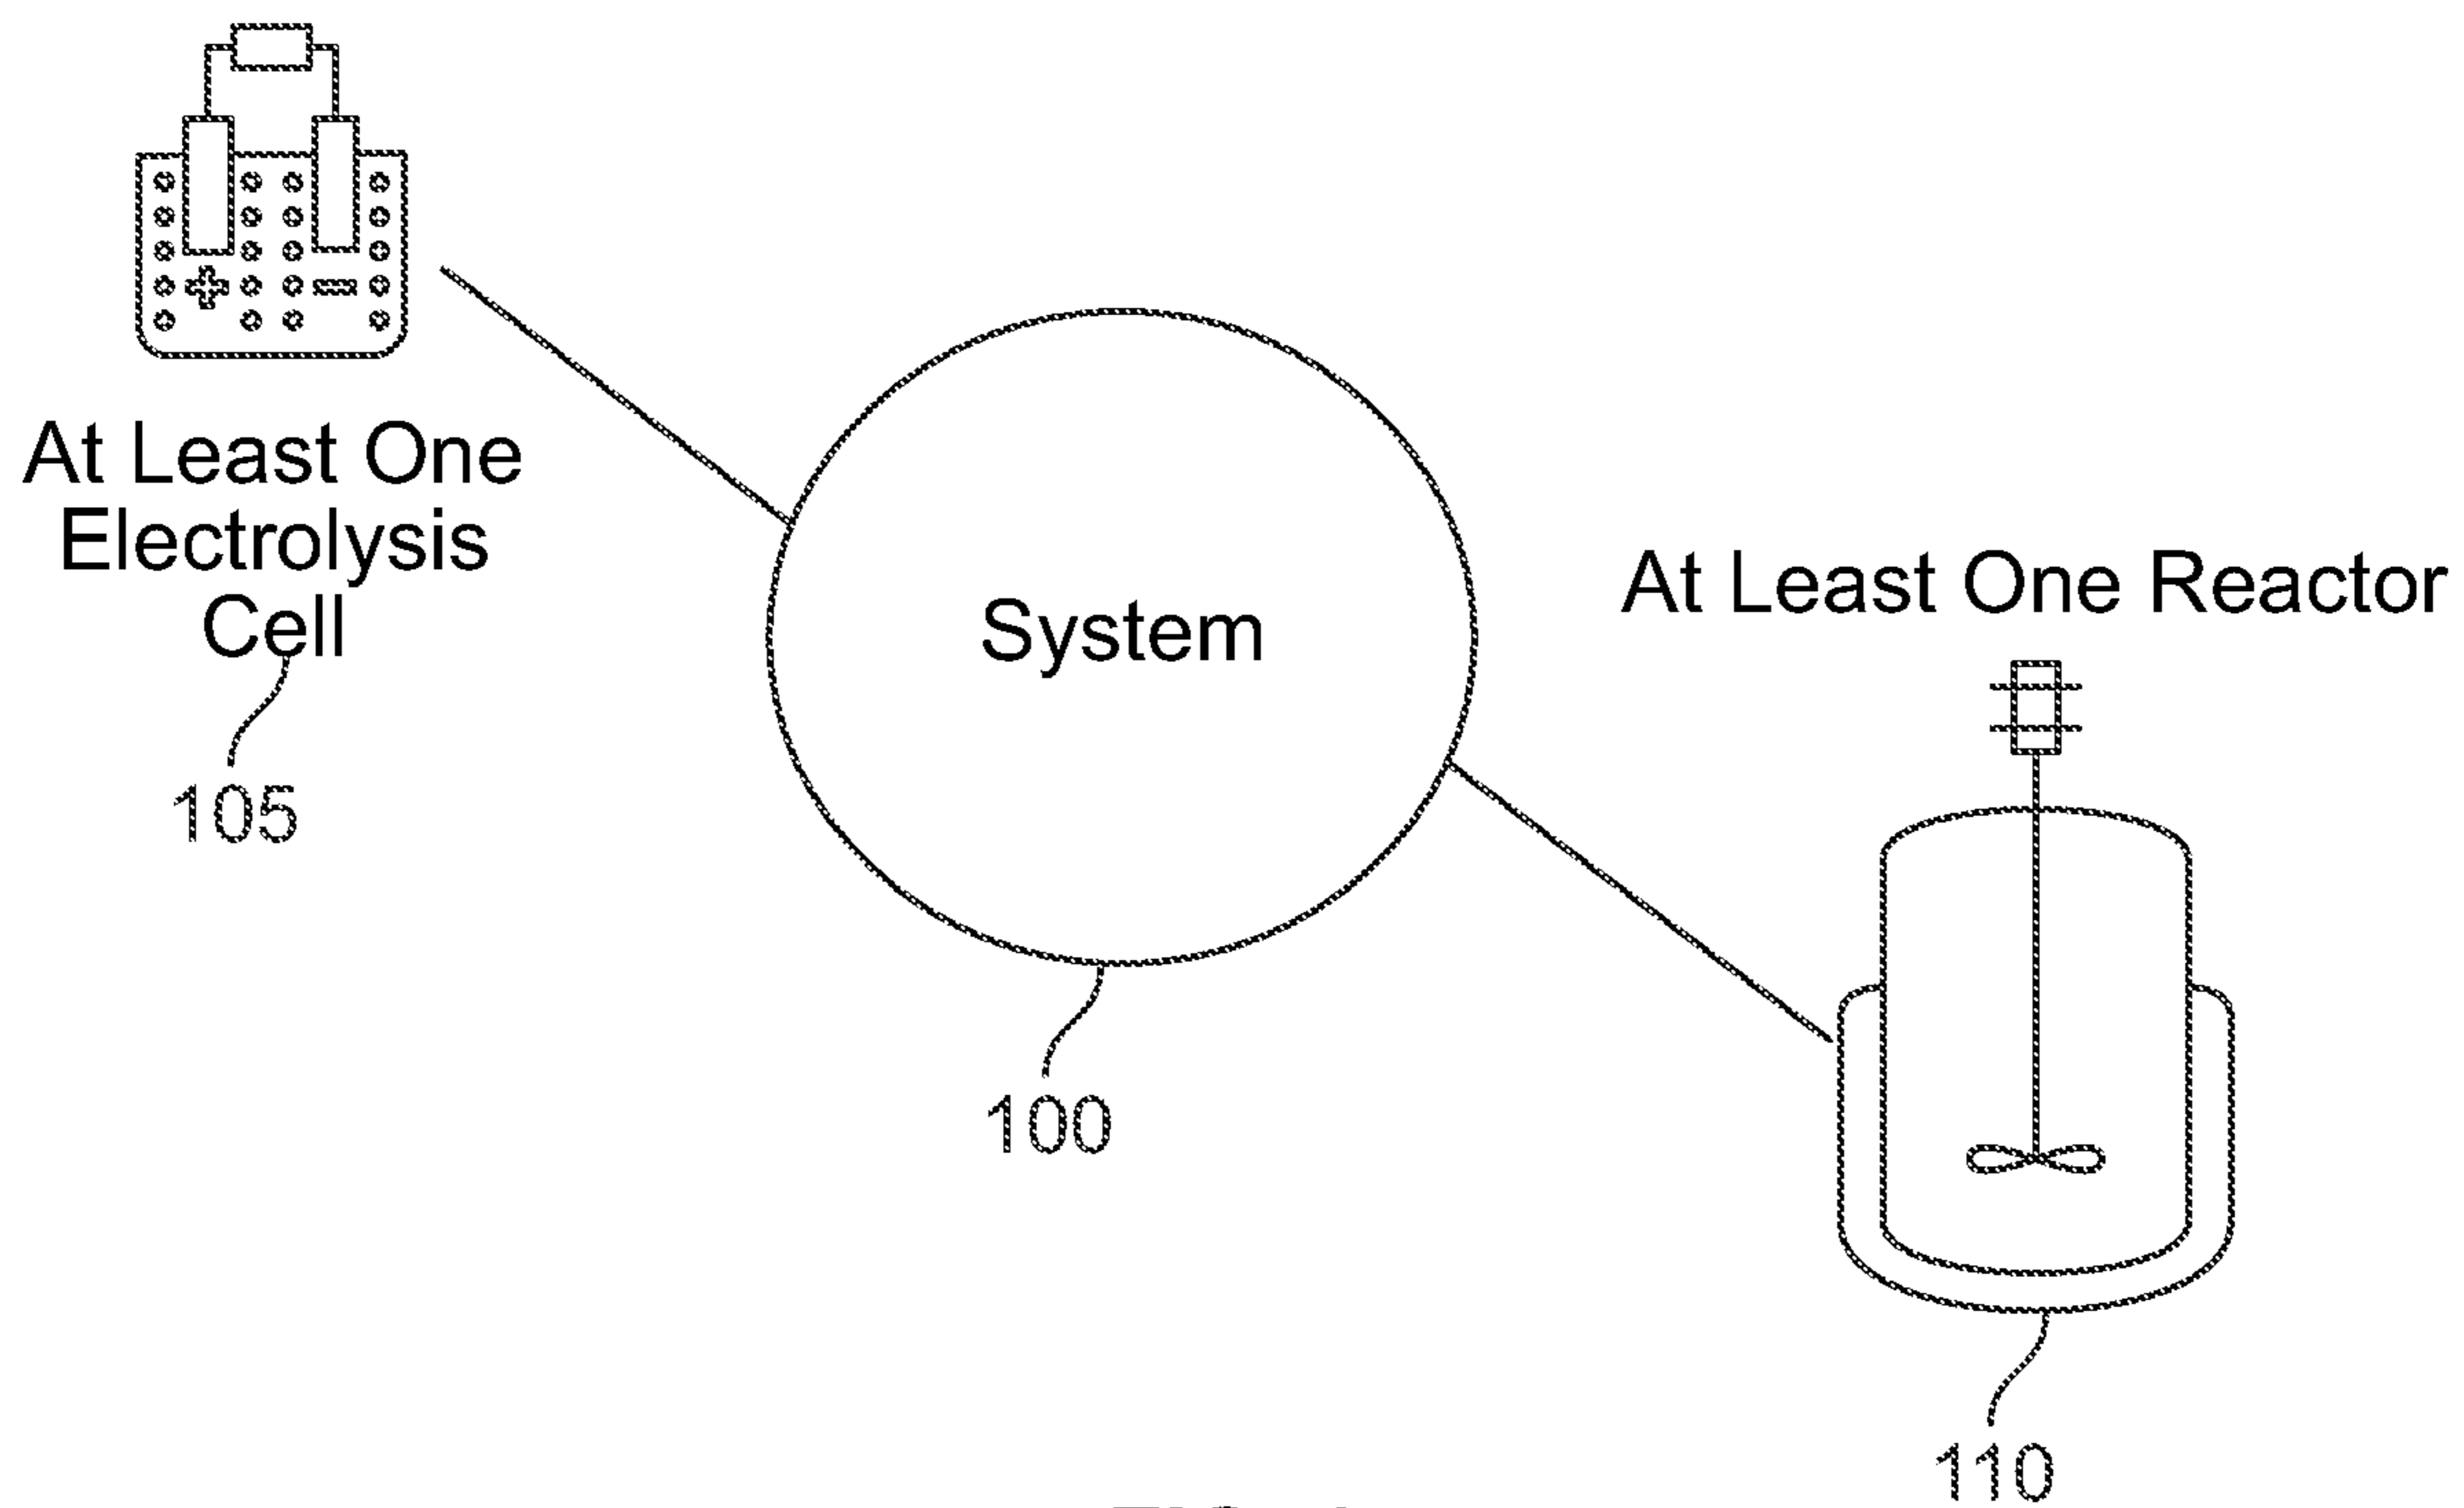 At Least One
Electrolysis
Cell
105
System
100
At Least One Reactor
110